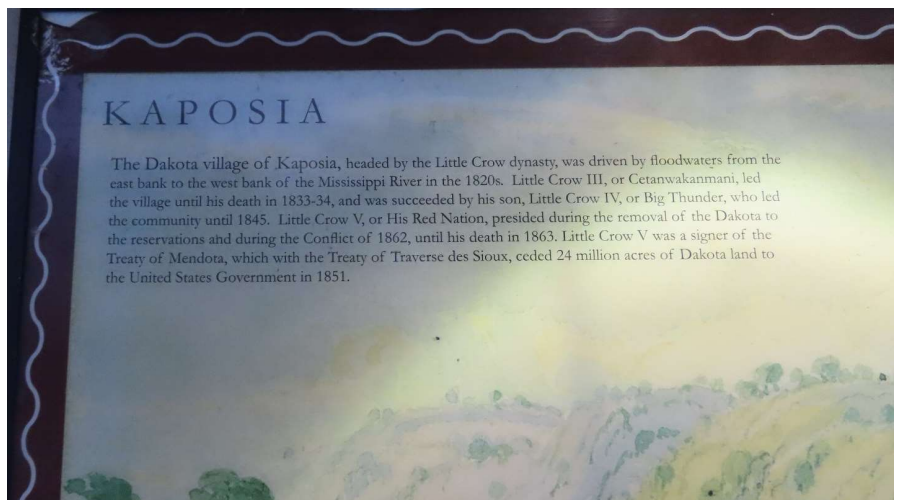 KAPOSIA
The Dakota village of Kaposia, headed by the Little Crow dynasty, was driven by floodwaters from the
east bank to the west bank of the Mississippi River in the 1820s. Little Crow III, or Cetanwakanmani, led
the village until his death in 1833-34, and was succeeded by his son, Little Crow IV, or Big Thunder, who led
the community until 1845. Little Crow V, or His Red Nation, presided during the removal of the Dakota to
the reservations and during the Conflict of 1862, until his death in 1863. Little Crow V was a signer of the
Treaty of Mendota, which with the Treaty of Traverse des Sioux, ceded 24 million acres of Dakota land to
the United States Government in 1851.